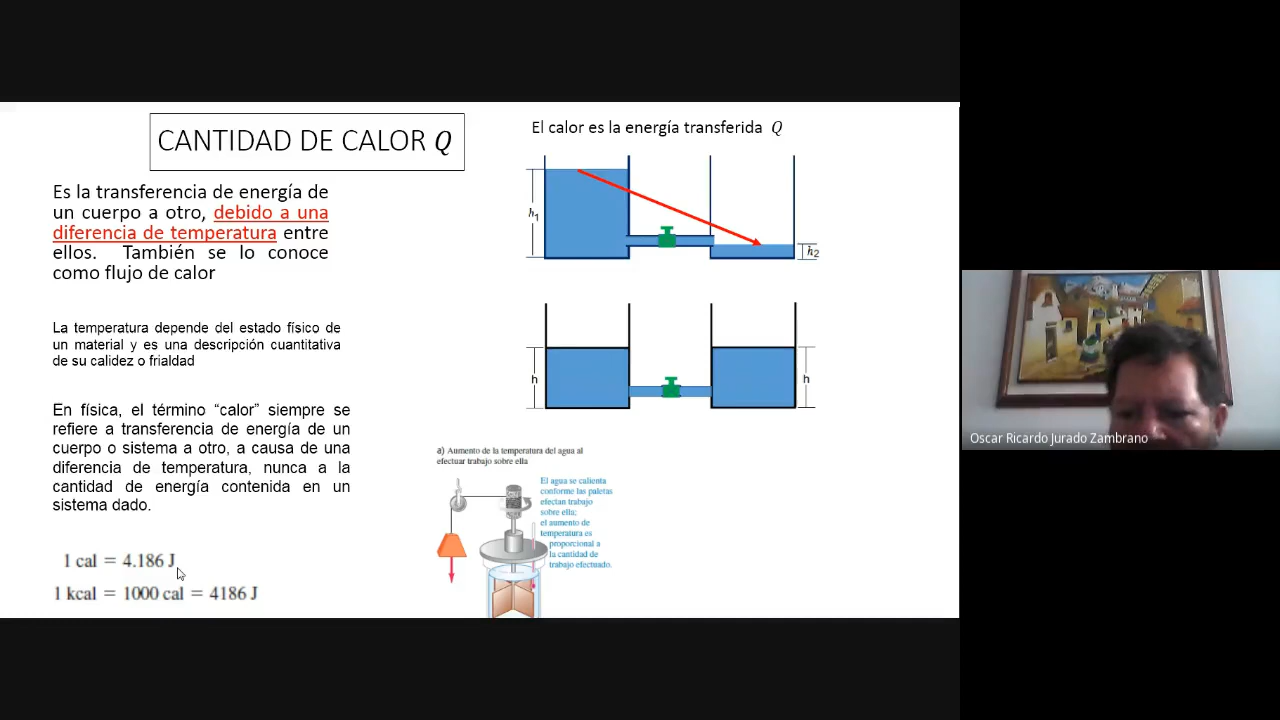 CANTIDAD DE CALOR Q
Es la transferencia de energía de
un cuerpo a otro, debido a una
diferencia de temperatura entre
ellos. También se lo conoce
como flujo de calor
La temperatura depende del estado físico de
un material y es una descripción cuantitativa
de su calidez o frialdad
En física, el término “calor” siempre se
refiere a transferencia de energía de un
cuerpo o sistema a otro, a causa de una
diferencia de temperatura, nunca a la
cantidad de energía contenida en un
sistema dado.
1 cal = 4.186 J
1 kcal = 1000 cal = 4186 J
El calor es la energía transferida Q
h1
h2
h
h
a) Aumento de la temperatura del agua al
efectuar trabajo sobre ella
El agua se calienta
conforme las paletas
efectan trabajo
sobre ella;
el aumento de
temperatura es
proporcional a
la cantidad de
trabajo efectuado.
Oscar Ricardo Jurado Zambrano